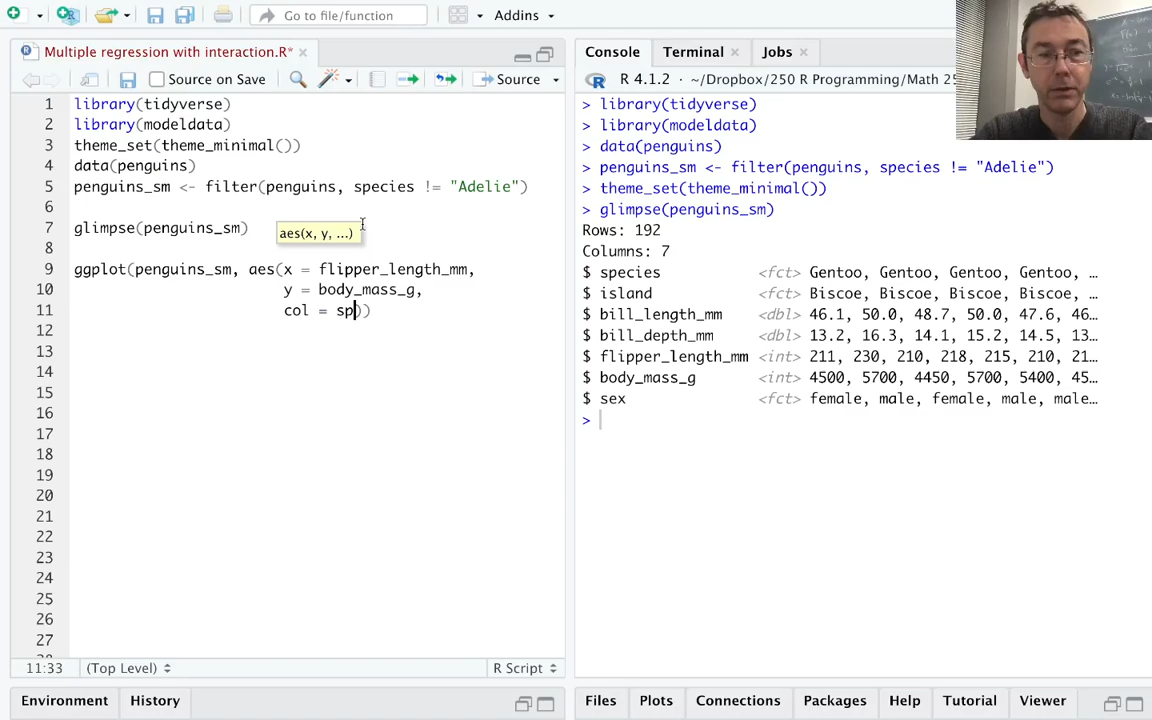 Go to file/function
Addins
Multiple regression with interaction.R*
Source on Save
Source
1 library(tidyverse)
2 library(modeldata)
3 theme_set(theme_minimal())
4 data(penguins)
5 penguins_sm <- filter(penguins, species != "Adelie")
6
7 glimpse(penguins_sm)
aes(x, y, ...)
8
9 ggplot(penguins_sm, aes(x = flipper_length_mm,
10 y = body_mass_g,
11 col = sp))
12
13
14
15
16
17
18
19
20
21
22
23
24
25
26
27
11:33 (Top Level) R Script
Environment History
Console Terminal Jobs
R 4.1.2 · ~/Dropbox/250 R Programming/Math 25
> library(tidyverse)
> library(modeldata)
> data(penguins)
> penguins_sm <- filter(penguins, species != "Adelie")
> theme_set(theme_minimal())
> glimpse(penguins_sm)
Rows: 192
Columns: 7
$ species <fct> Gentoo, Gentoo, Gentoo, Gentoo, …
$ island <fct> Biscoe, Biscoe, Biscoe, Biscoe, …
$ bill_length_mm <dbl> 46.1, 50.0, 48.7, 50.0, 47.6, 46…
$ bill_depth_mm <dbl> 13.2, 16.3, 14.1, 15.2, 14.5, 13…
$ flipper_length_mm <int> 211, 230, 210, 218, 215, 210, 21…
$ body_mass_g <int> 4500, 5700, 4450, 5700, 5400, 45…
$ sex <fct> female, male, female, male, male…
>
Files Plots Connections Packages Help Tutorial Viewer